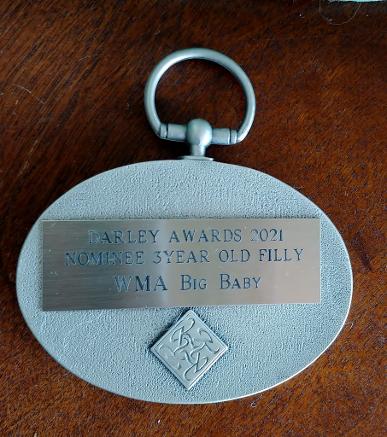 DARLEY AWARDS 2021
NOMINEE 3YEAR OLD FILLY
WMA BIG BABY